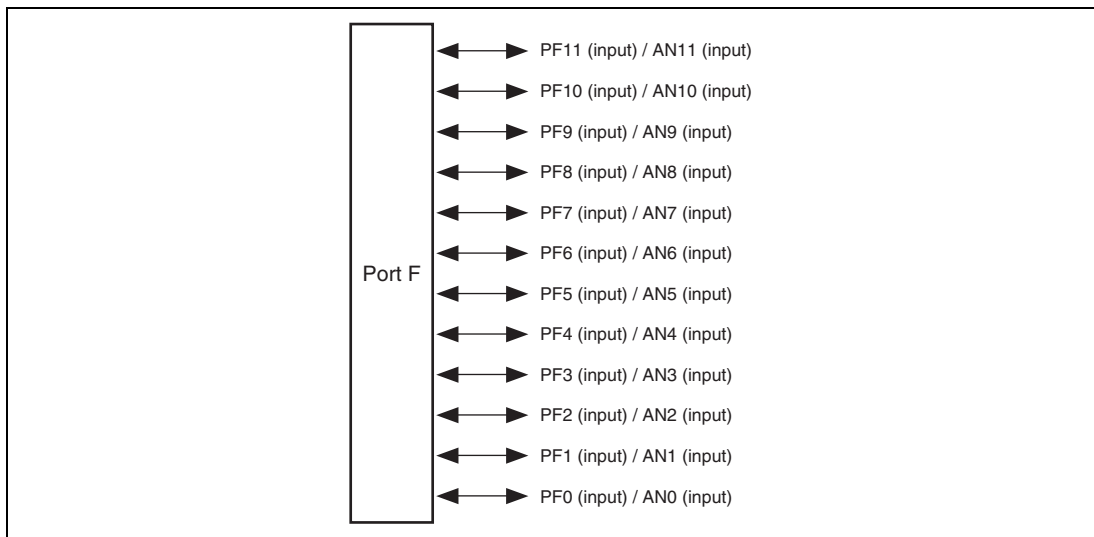 PF11 (input) / AN11 (input)
PF10 (input) / AN10 (input)
PF9 (input) / AN9 (input)
PF8 (input) / AN8 (input)
PF7 (input) / AN7 (input)
PF6 (input) / AN6 (input)
Port F
PF5 (input) / AN5 (input)
PF4 (input) / AN4 (input)
PF3 (input) / AN3 (input)
PF2 (input) / AN2 (input)
PF1 (input) / AN1 (input)
PF0 (input) / AN0 (input)